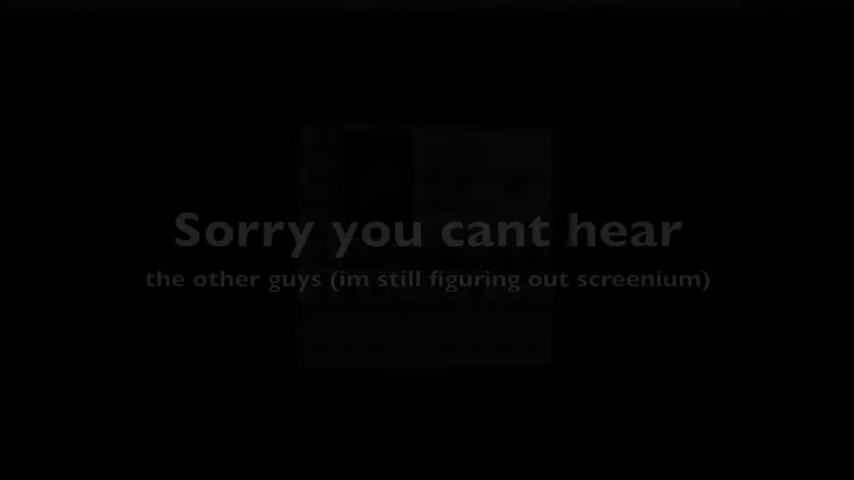 Sorry you cant hear
the other guys (im still figuring out screenium)